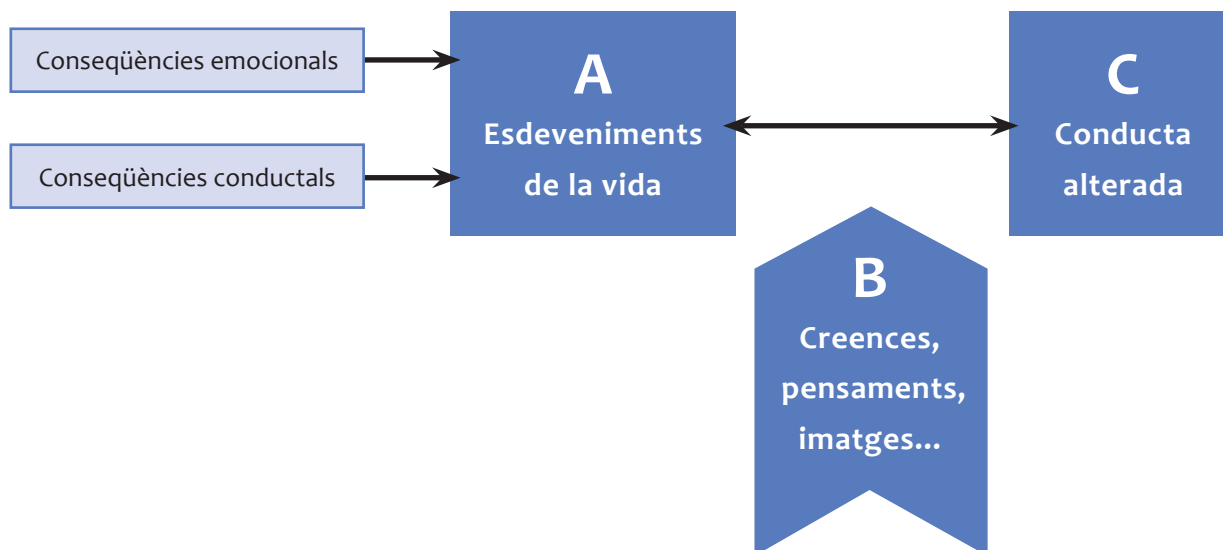 Conseqüències emocionals
Conseqüències conductals
A
Esdeveniments
de la vida
C
Conducta
alterada
B
Creences,
pensaments,
imatges...